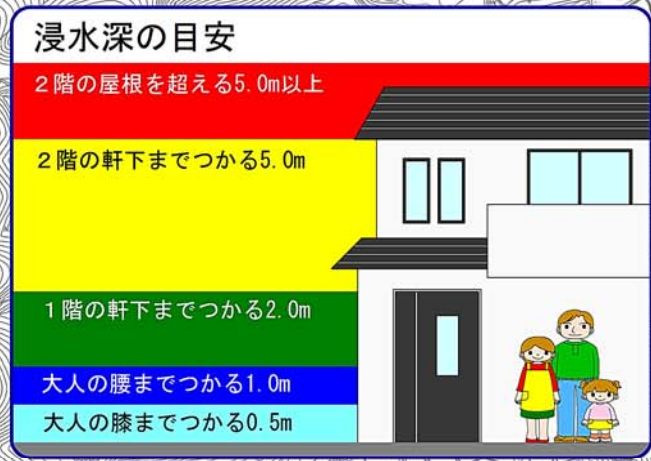 浸水深の目安
２階の屋根を超える5.0m以上
２階の軒下までつかる5.0m
１階の軒下までつかる2.0m
大人の腰までつかる1.0m
大人の膝までつかる0.5m